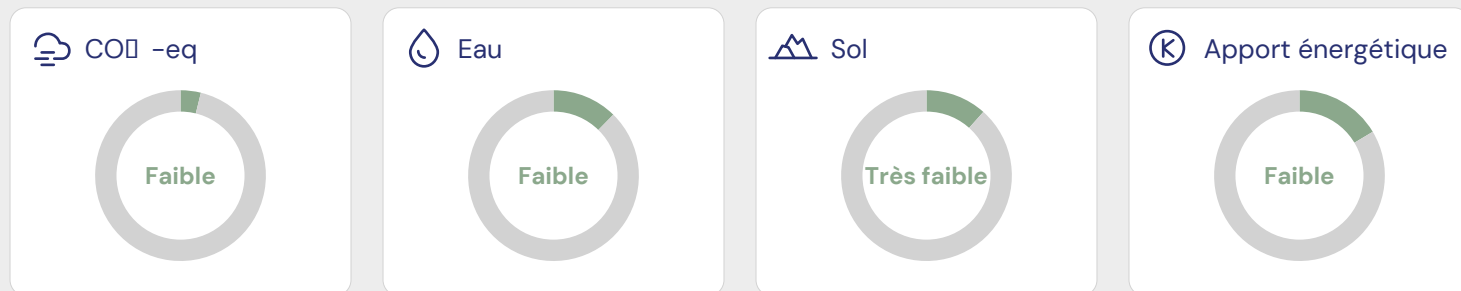 CO▯ -eq
Eau
Sol
Apport énergétique
Faible
Faible
Très faible
Faible